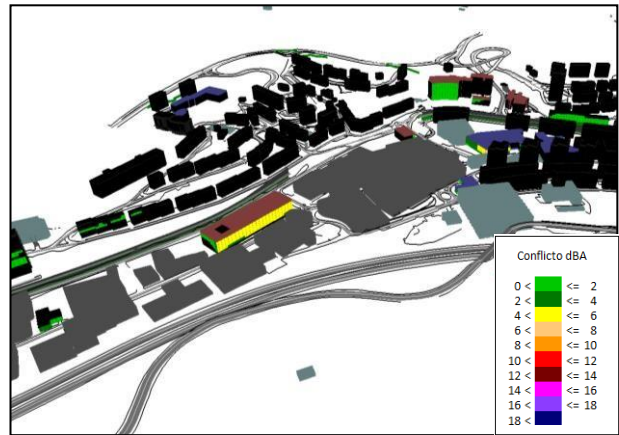 Conflicto dBA
0 < <= 2
2 < <= 4
4 < <= 6
6 < <= 8
8 < <= 10
10 < <= 12
12 < <= 14
14 < <= 16
16 < <= 18
18 <